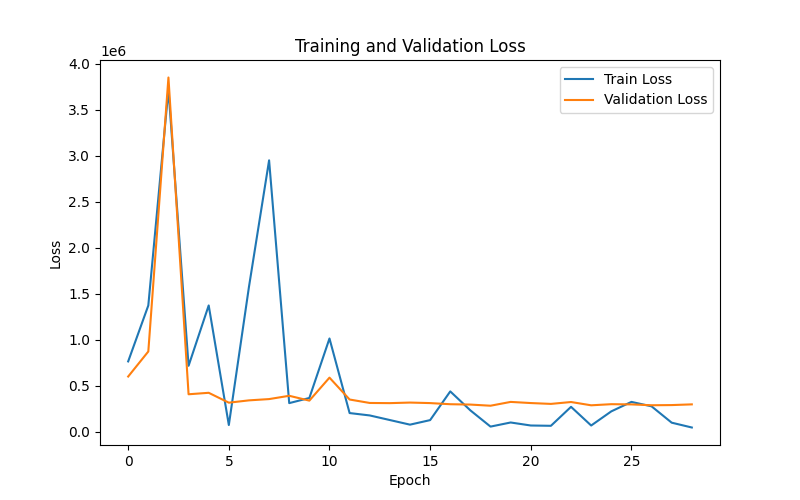 Training and Validation Loss
1e6
4.0
3.5
3.0
2.5
2.0
1.5
1.0
0.5
0.0
Loss
Train Loss
Validation Loss
0 5 10 15 20 25
Epoch